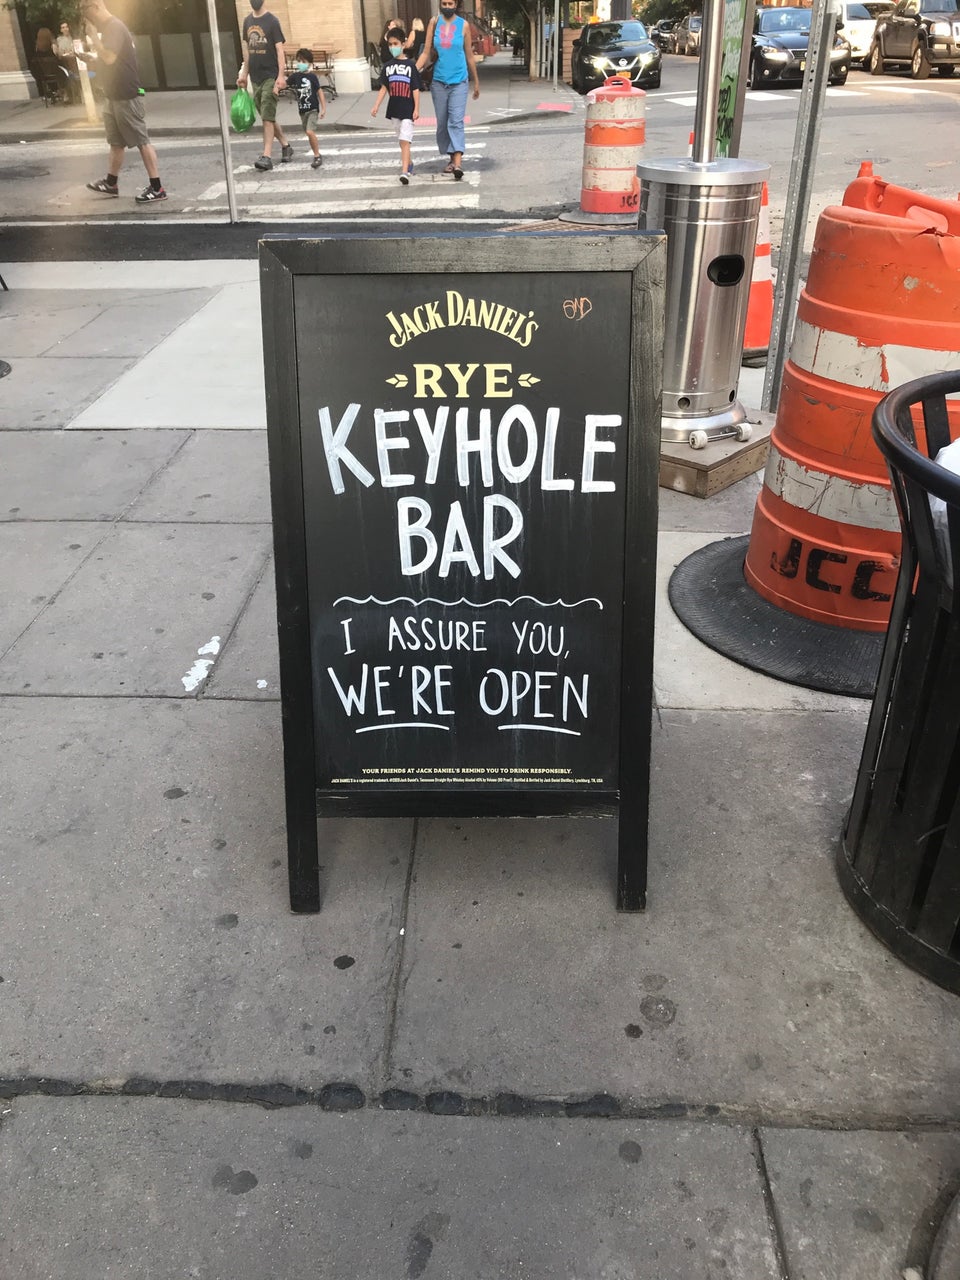 NASA
JCC
JACK DANIEL'S
RYE
KEYHOLE
BAR
I ASSURE YOU,
WE'RE OPEN
YOUR FRIENDS AT JACK DANIEL'S REMIND YOU TO DRINK RESPONSIBLY.
JCC